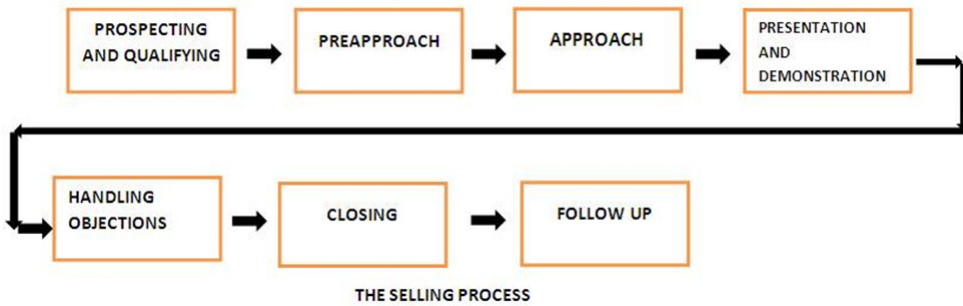 PROSPECTING
AND QUALIFYING
PREAPPROACH
APPROACH
PRESENTATION
AND
DEMONSTRATION
HANDLING
OBJECTIONS
CLOSING
FOLLOW UP
THE SELLING PROCESS